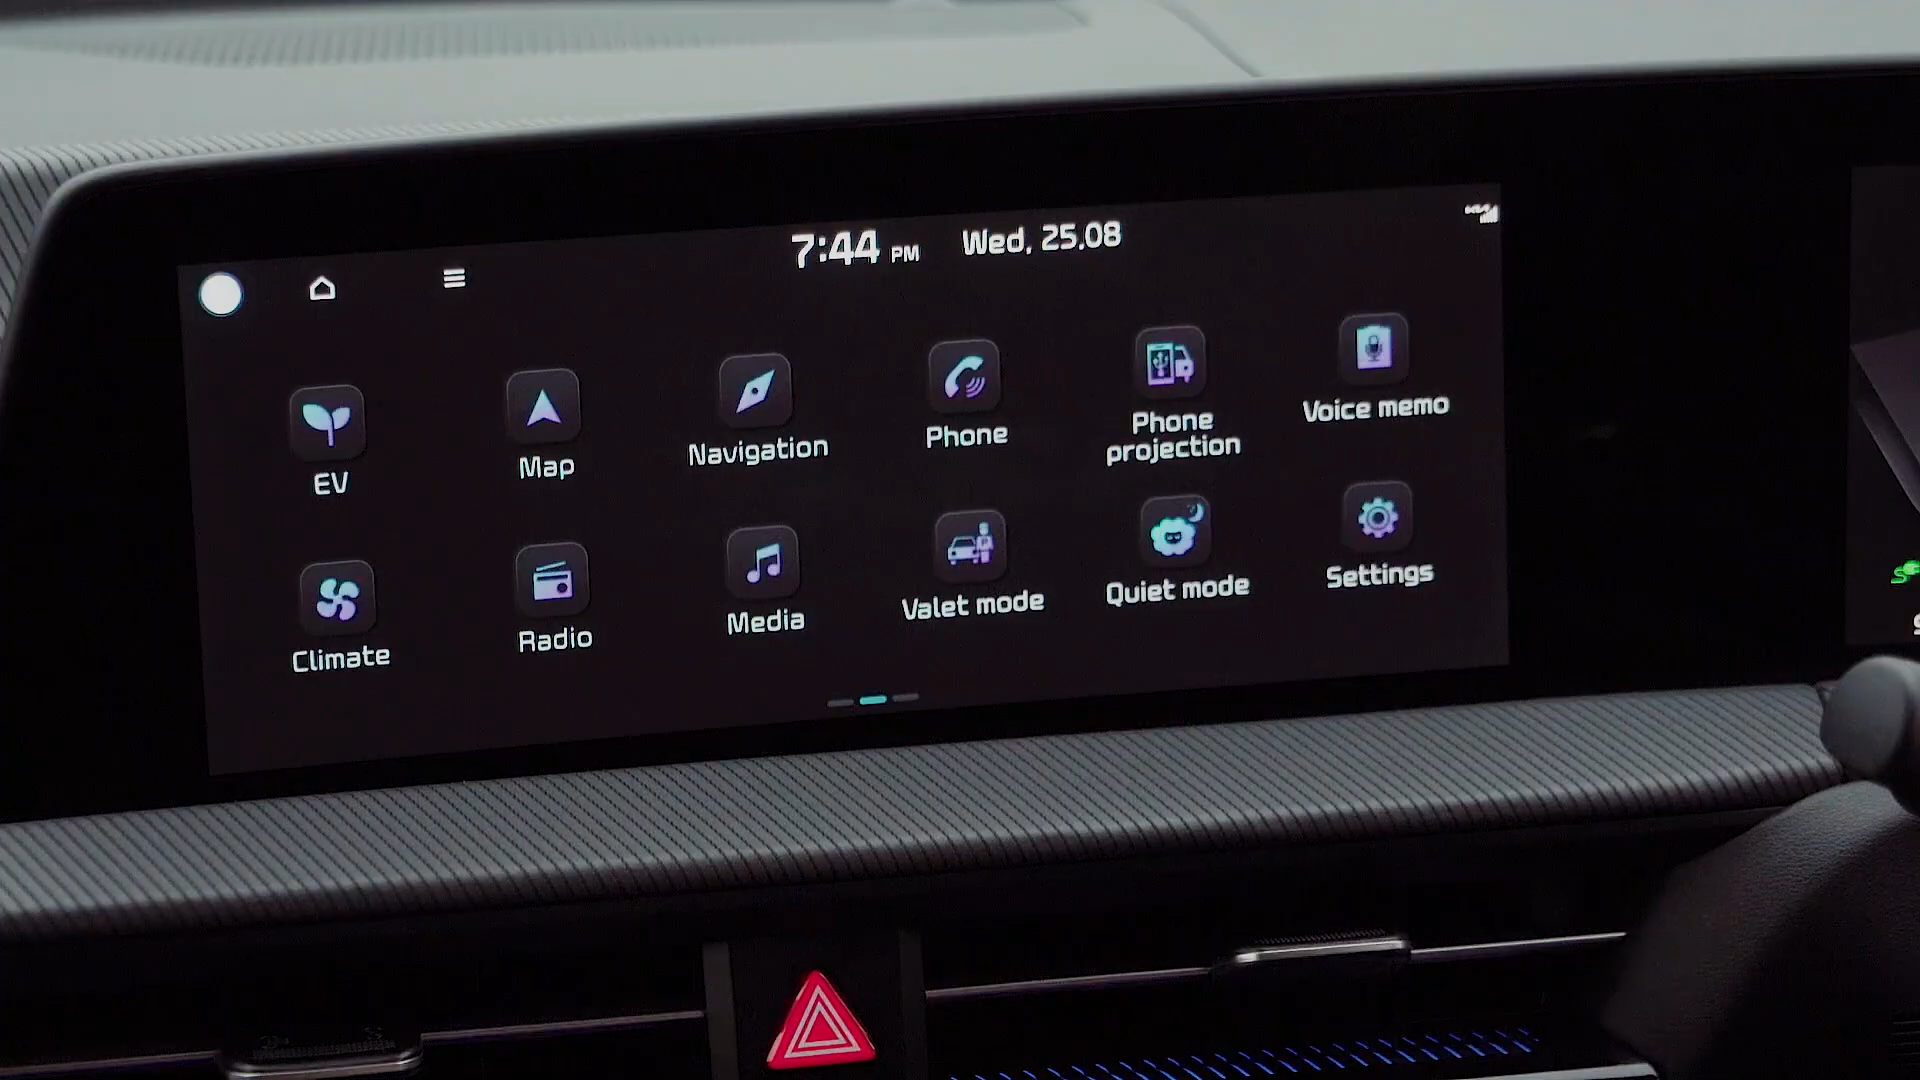 7:44 PM Wed, 25.08
EV
Map
Navigation
Phone
Phone
projection
Voice memo
Climate
Radio
Media
Valet mode
Quiet mode
Settings